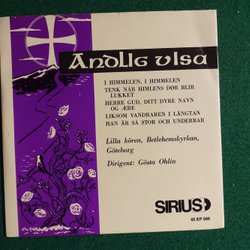 ANDLIG VISA
I HIMMELEN, I HIMMELEN
TENK NÅR HIMLENS DØR BLIR
LUKKET
HERRE GUD, DITT DYRE NAVN
OG ÆRE
LIKSOM VANDRAREN I LÄNGTAN
HAN ÄR SÅ STOR OCH UNDERBAR
Lilla kören, Betlehemskyrkan,
Göteborg
Dirigent: Gösta Ohlin
SIRIUS
45 EP 566